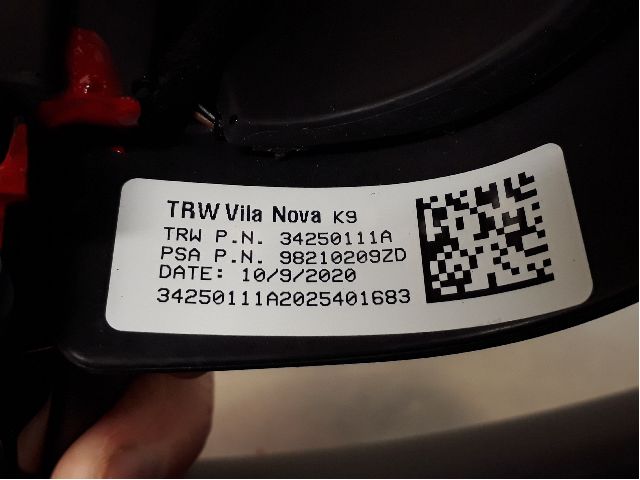 TRW Vila Nova K9
TRW P.N. 34250111A
PSA P.N. 98210209ZD
DATE: 10/9/2020
34250111A2025401683